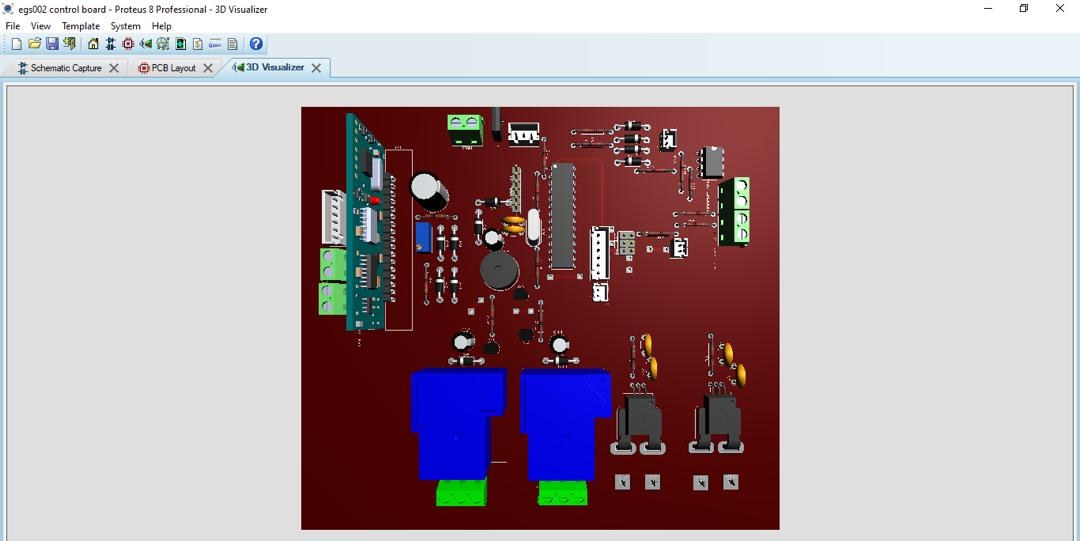 egs002 control board - Proteus 8 Professional - 3D Visualizer
File View Template System Help
Schematic Capture PCB Layout 3D Visualizer
FAN